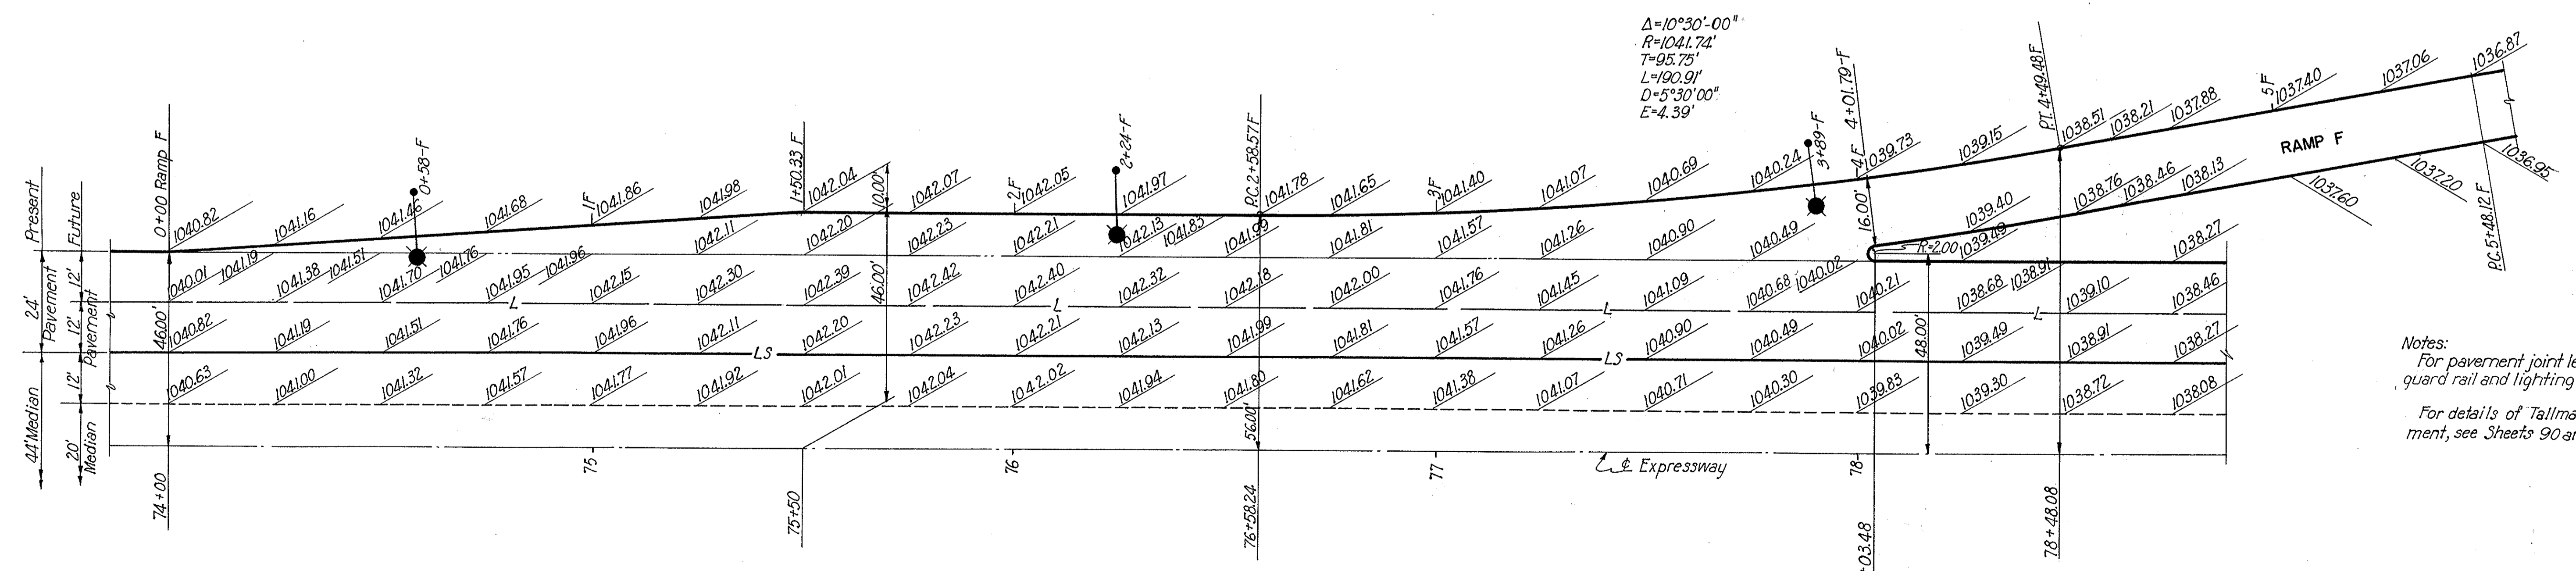 Δ=10°30'-00"
R=1041.74'
T=95.75'
L=190.91'
D=5°30'00"
E=4.39'
Present
Future
24'
Pavement
12'
12'
Pavement
44' Median
12'
20'
Median
0+00 Ramp F
0+58-F
1F
1+50.33 F
2F
2+24-F
P.C. 2+58.57F
3F
3+89-F
4F
4+01.79-F
P.T. 4+49.48F
5F
P.C. 5+48.12 F
RAMP F
1040.82 1041.16 1041.46 1041.68 1041.86 1041.98 1042.04 1042.07 1042.05 1041.97 1041.78 1041.65 1041.40 1041.07 1040.69 1040.24 1039.73 1039.15 1038.51 1038.21 1037.88 1037.40 1037.06 1036.87
1042.11 1042.20 1042.23 1042.21 1042.13 1041.83 1041.99 1041.81 1041.57 1041.26 1040.90 1040.49 1039.40 1038.76 1038.46 1038.13 1037.60 1037.20 1036.95
1040.01 1041.19 1041.38 1041.51 1041.70 1041.76 1041.95 1041.96 1042.15 1042.30 1042.39 1042.42 1042.40 1042.32 1042.18 1042.00 1041.76 1041.45 1041.09 1040.68 1040.02 1040.21 1039.49 1038.68 1038.91 1039.10 1038.27 1038.46
L L L L
1040.82 1041.19 1041.51 1041.76 1041.96 1042.11 1042.20 1042.23 1042.21 1042.13 1041.99 1041.81 1041.57 1041.26 1040.90 1040.49 1040.02 1039.49 1038.91 1038.27
LS LS
1040.63 1041.00 1041.32 1041.57 1041.77 1041.92 1042.01 1042.04 1042.02 1041.94 1041.80 1041.62 1041.38 1041.07 1040.71 1040.30 1039.83 1039.30 1038.72 1038.08
46.00'
10.00'
46.00'
56.00'
16.00'
R=2.00
48.00'
74+00
75
75+50
76
76+58.24
77
℄ Expressway
78
+03.48
78+48.08
Notes:
For pavement joint le
guard rail and lighting
For details of Tallma
ment, see Sheets 90 an